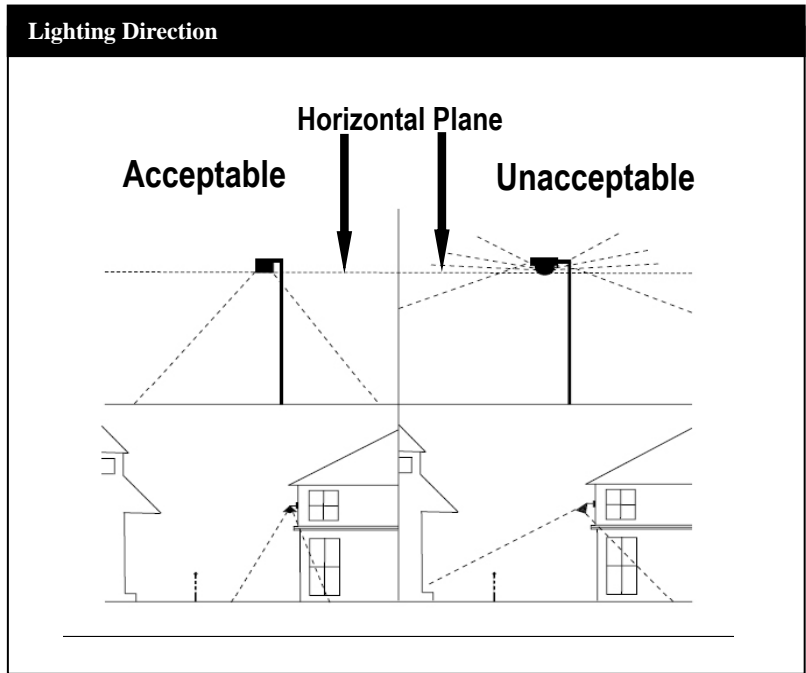 Lighting Direction
Horizontal Plane
Acceptable
Unacceptable